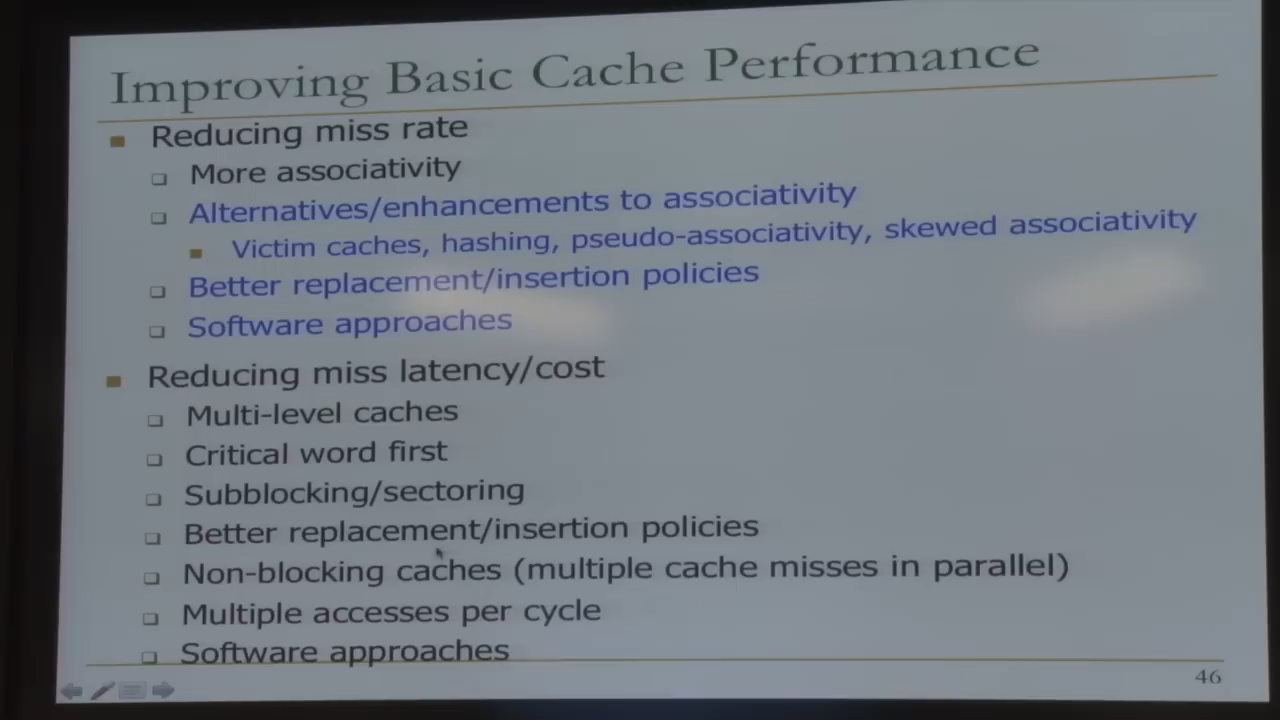 Improving Basic Cache Performance
Reducing miss rate
More associativity
Alternatives/enhancements to associativity
Victim caches, hashing, pseudo-associativity, skewed associativity
Better replacement/insertion policies
Software approaches
Reducing miss latency/cost
Multi-level caches
Critical word first
Subblocking/sectoring
Better replacement/insertion policies
Non-blocking caches (multiple cache misses in parallel)
Multiple accesses per cycle
Software approaches
46